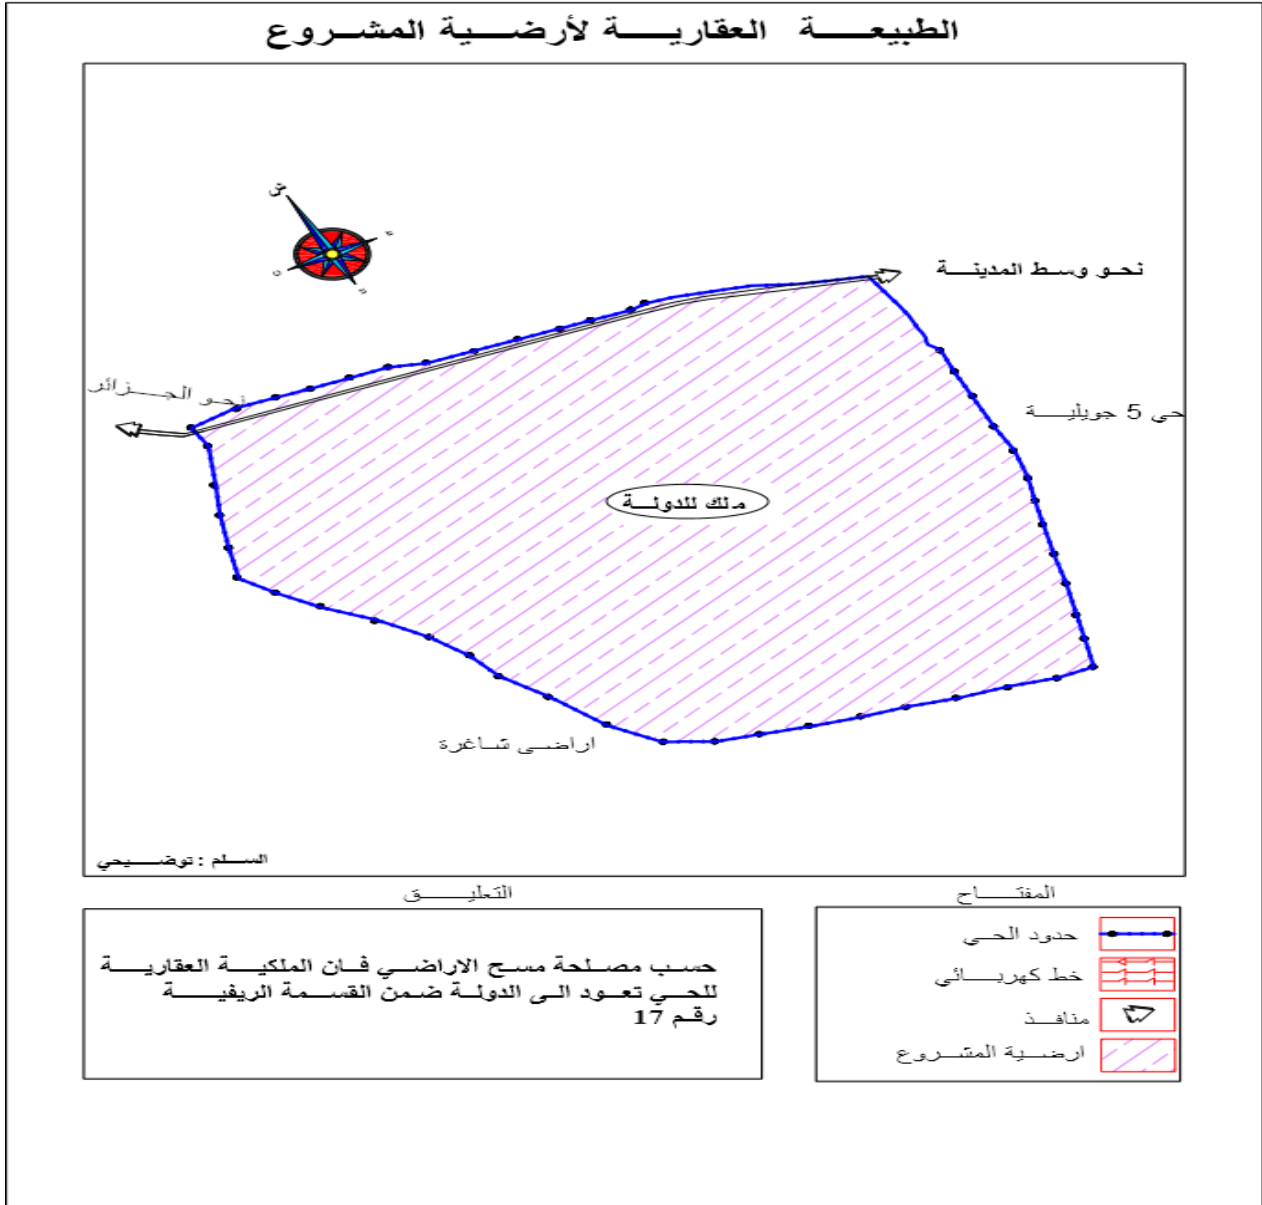 الطبيعة العقارية لأرضية المشروع
ش
نحو وسط المدينة
نحو الجزائر
حي 5 جويلية
ملك للدولة
اراضي شاغرة
السلم : توضيحي
المفتاح
حدود الحي
خط كهربائي
منافذ
ارضية المشروع
التعليق
حسب مصلحة مسح الاراضي فان الملكية العقارية
للحي تعود الى الدولة ضمن القسمة الريفية
رقم 17